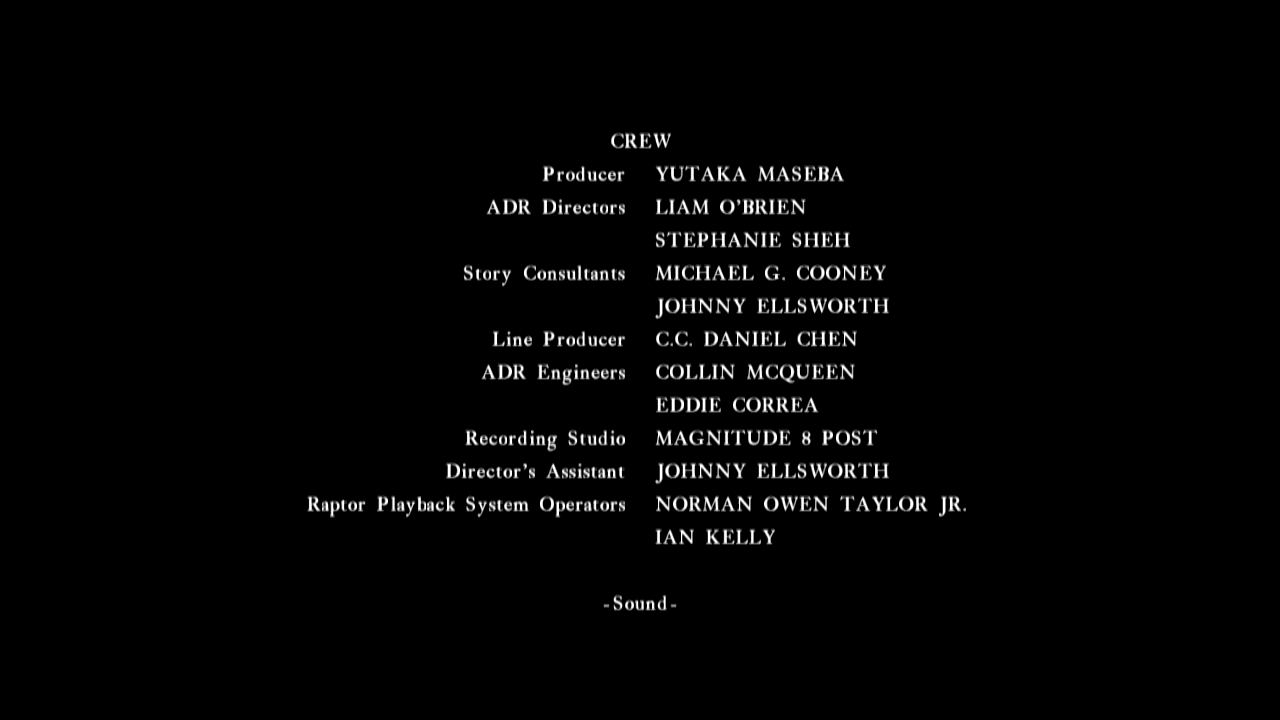 CREW
Producer YUTAKA MASEBA
ADR Directors LIAM O'BRIEN
STEPHANIE SHEH
Story Consultants MICHAEL G. COONEY
JOHNNY ELLSWORTH
Line Producer C.C. DANIEL CHEN
ADR Engineers COLLIN MCQUEEN
EDDIE CORREA
Recording Studio MAGNITUDE 8 POST
Director's Assistant JOHNNY ELLSWORTH
Raptor Playback System Operators NORMAN OWEN TAYLOR JR.
IAN KELLY
-Sound-